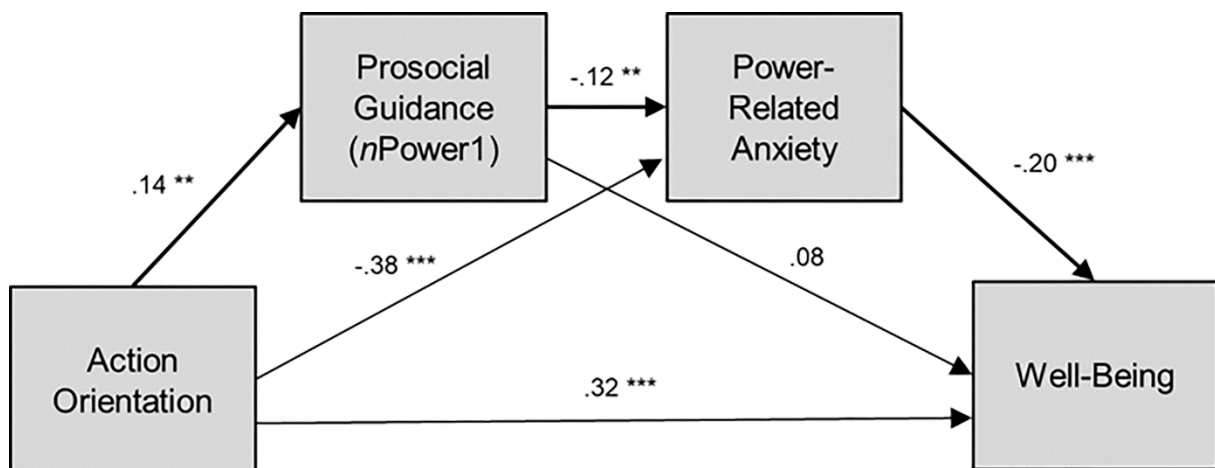 Prosocial
Guidance
(nPower1)
-.12 **
Power-
Related
Anxiety
.14 **
-.20 ***
-.38 ***
.08
Action
Orientation
.32 ***
Well-Being